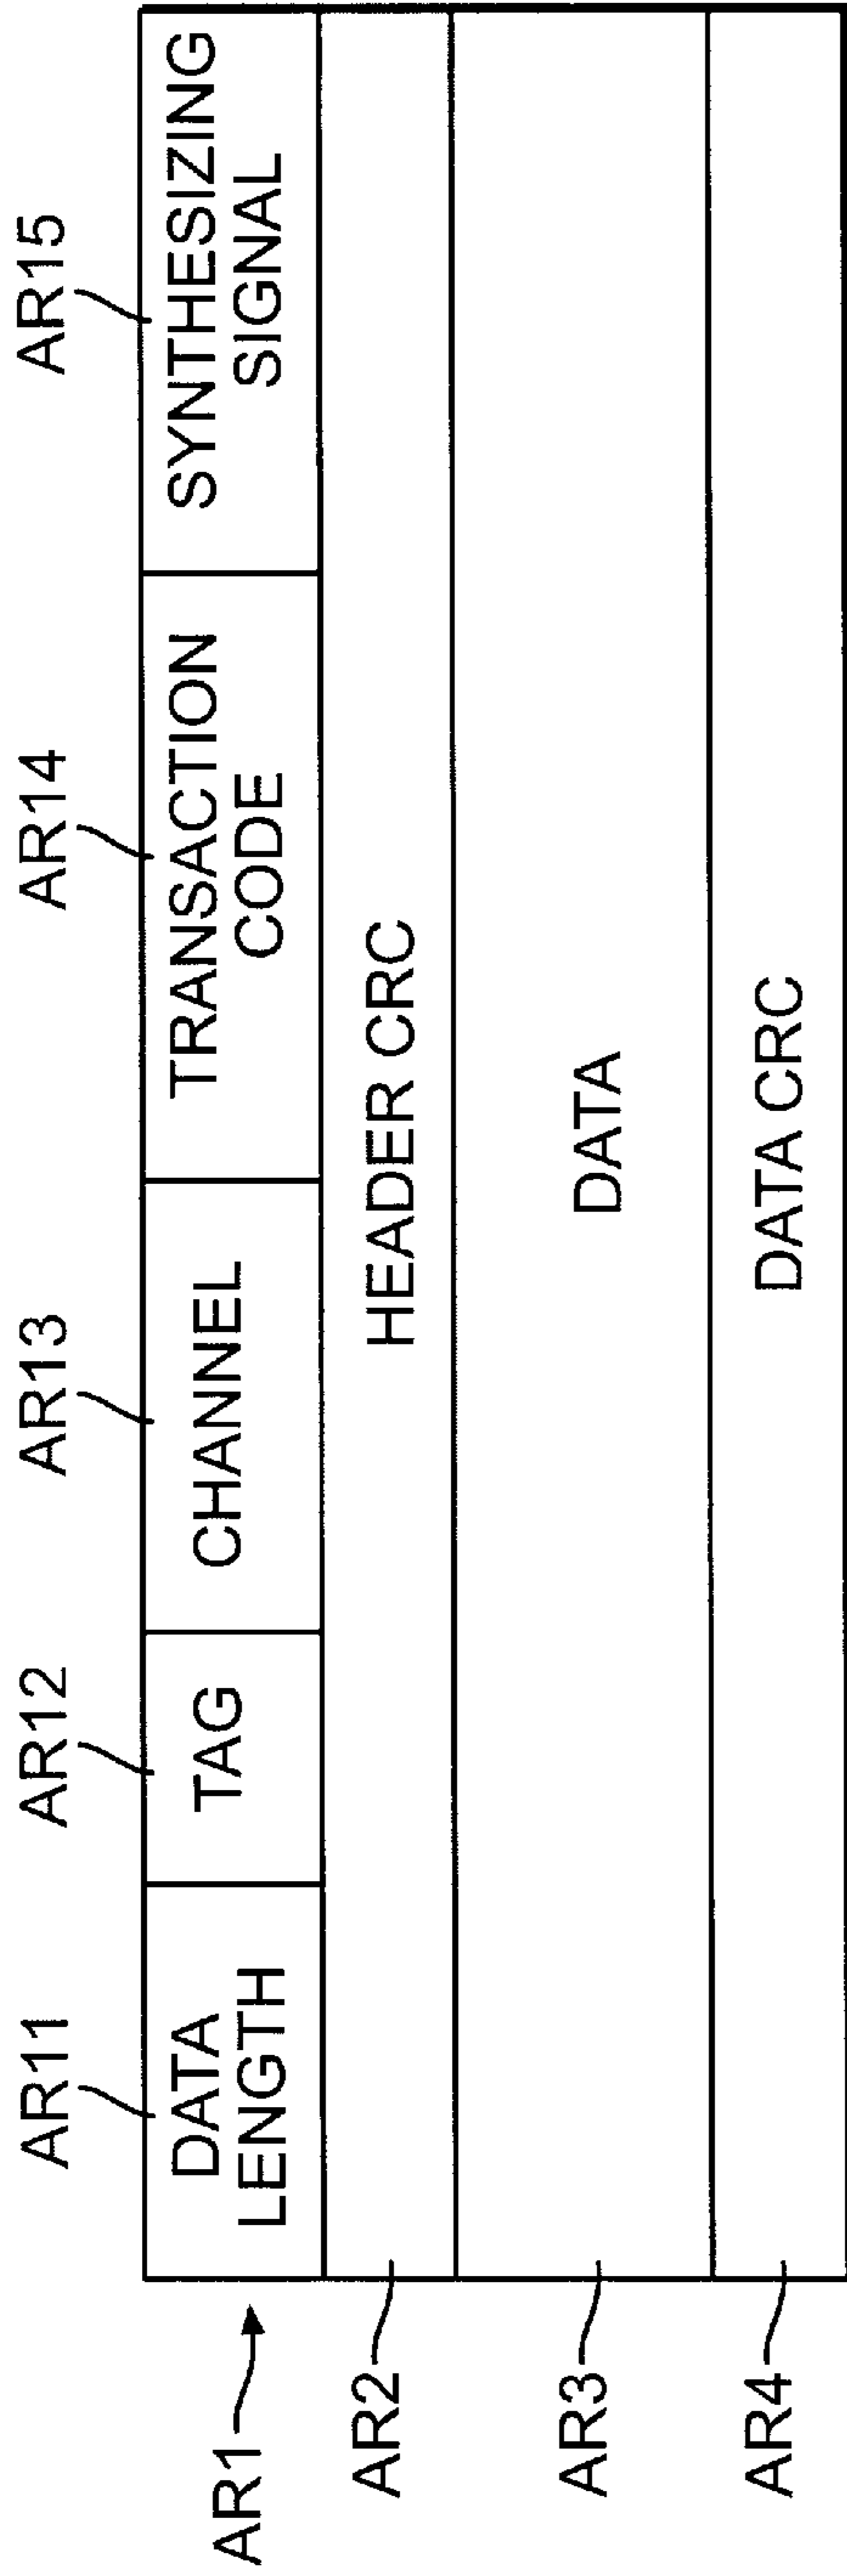 AR11
AR12
AR13
AR14
AR15
AR1
DATA
LENGTH
TAG
CHANNEL
TRANSACTION
CODE
SYNTHESIZING
SIGNAL
AR2
HEADER CRC
AR3
DATA
AR4
DATA CRC